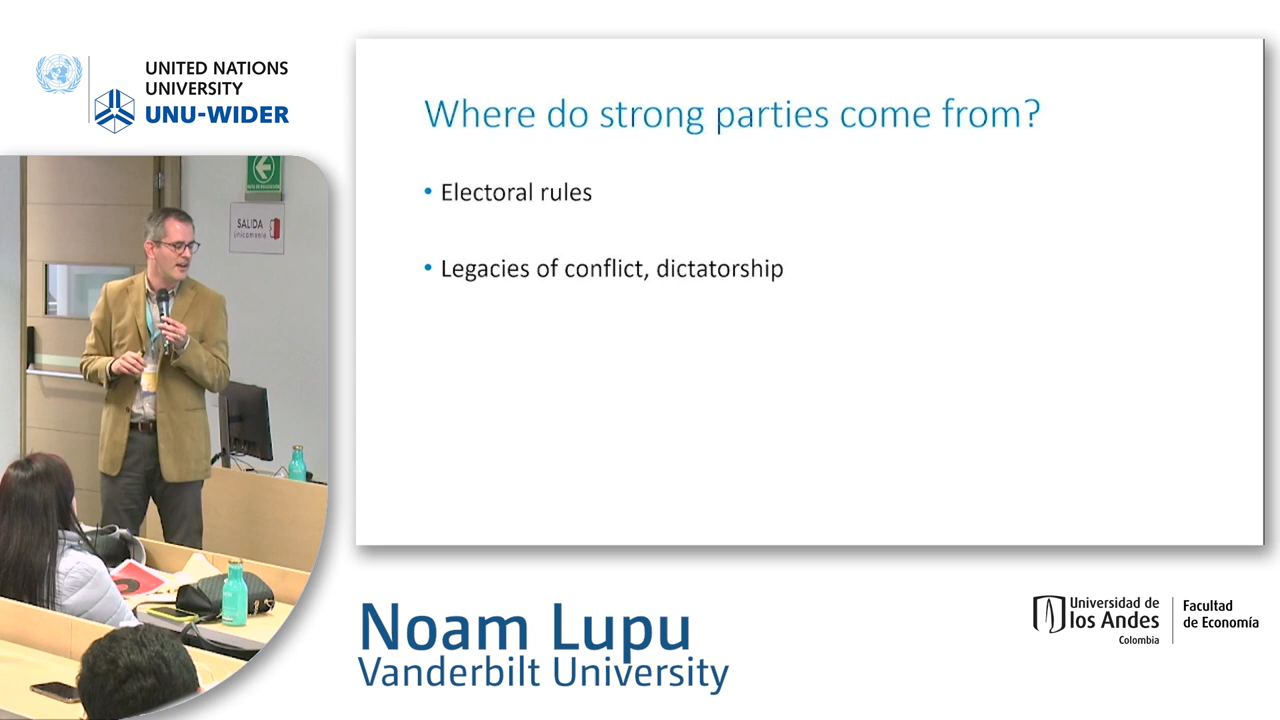 UNITED NATIONS
UNIVERSITY
UNU-WIDER
SALIDA
únicamente
Where do strong parties come from?
• Electoral rules
• Legacies of conflict, dictatorship
Noam Lupu
Vanderbilt University
Universidad de
los Andes
Colombia
Facultad
de Economía